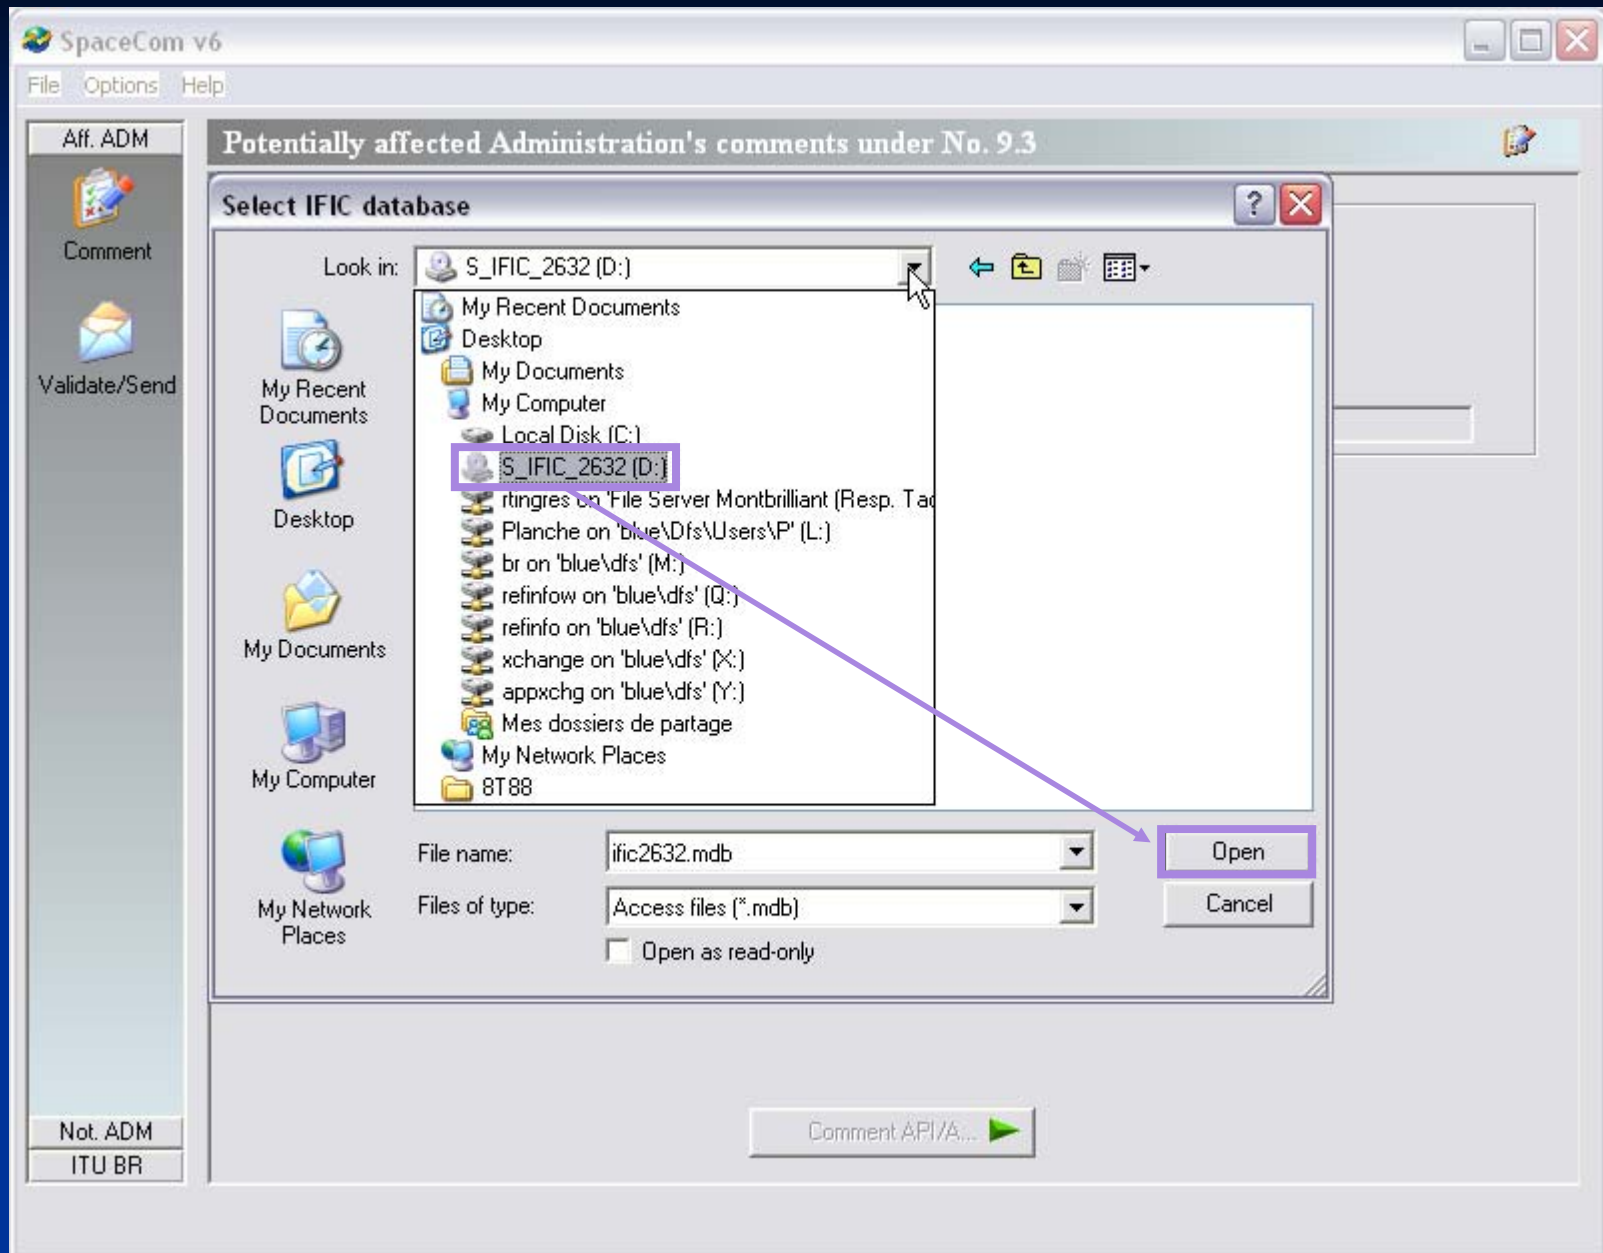 SpaceCom v6
File Options Help
Aff. ADM
Comment
Validate/Send
Not. ADM
ITU BR
Potentially affected Administration's comments under No. 9.3
Select IFIC database
Look in: S_IFIC_2632 (D:)
My Recent Documents
Desktop
My Documents
My Computer
Local Disk (C:)
S_IFIC_2632 (D:)
rtingres on 'File Server Montbrilliant (Resp. Tac
Planche on 'blue\Dfs\Users\P' (L:)
br on 'blue\dfs' (M:)
refinfow on 'blue\dfs' (Q:)
refinfo on 'blue\dfs' (R:)
xchange on 'blue\dfs' (X:)
appxchg on 'blue\dfs' (Y:)
Mes dossiers de partage
My Network Places
8T88
My Recent
Documents
Desktop
My Documents
My Computer
My Network
Places
File name: ific2632.mdb
Open
Files of type: Access files (*.mdb)
Cancel
Open as read-only
Comment API/A...